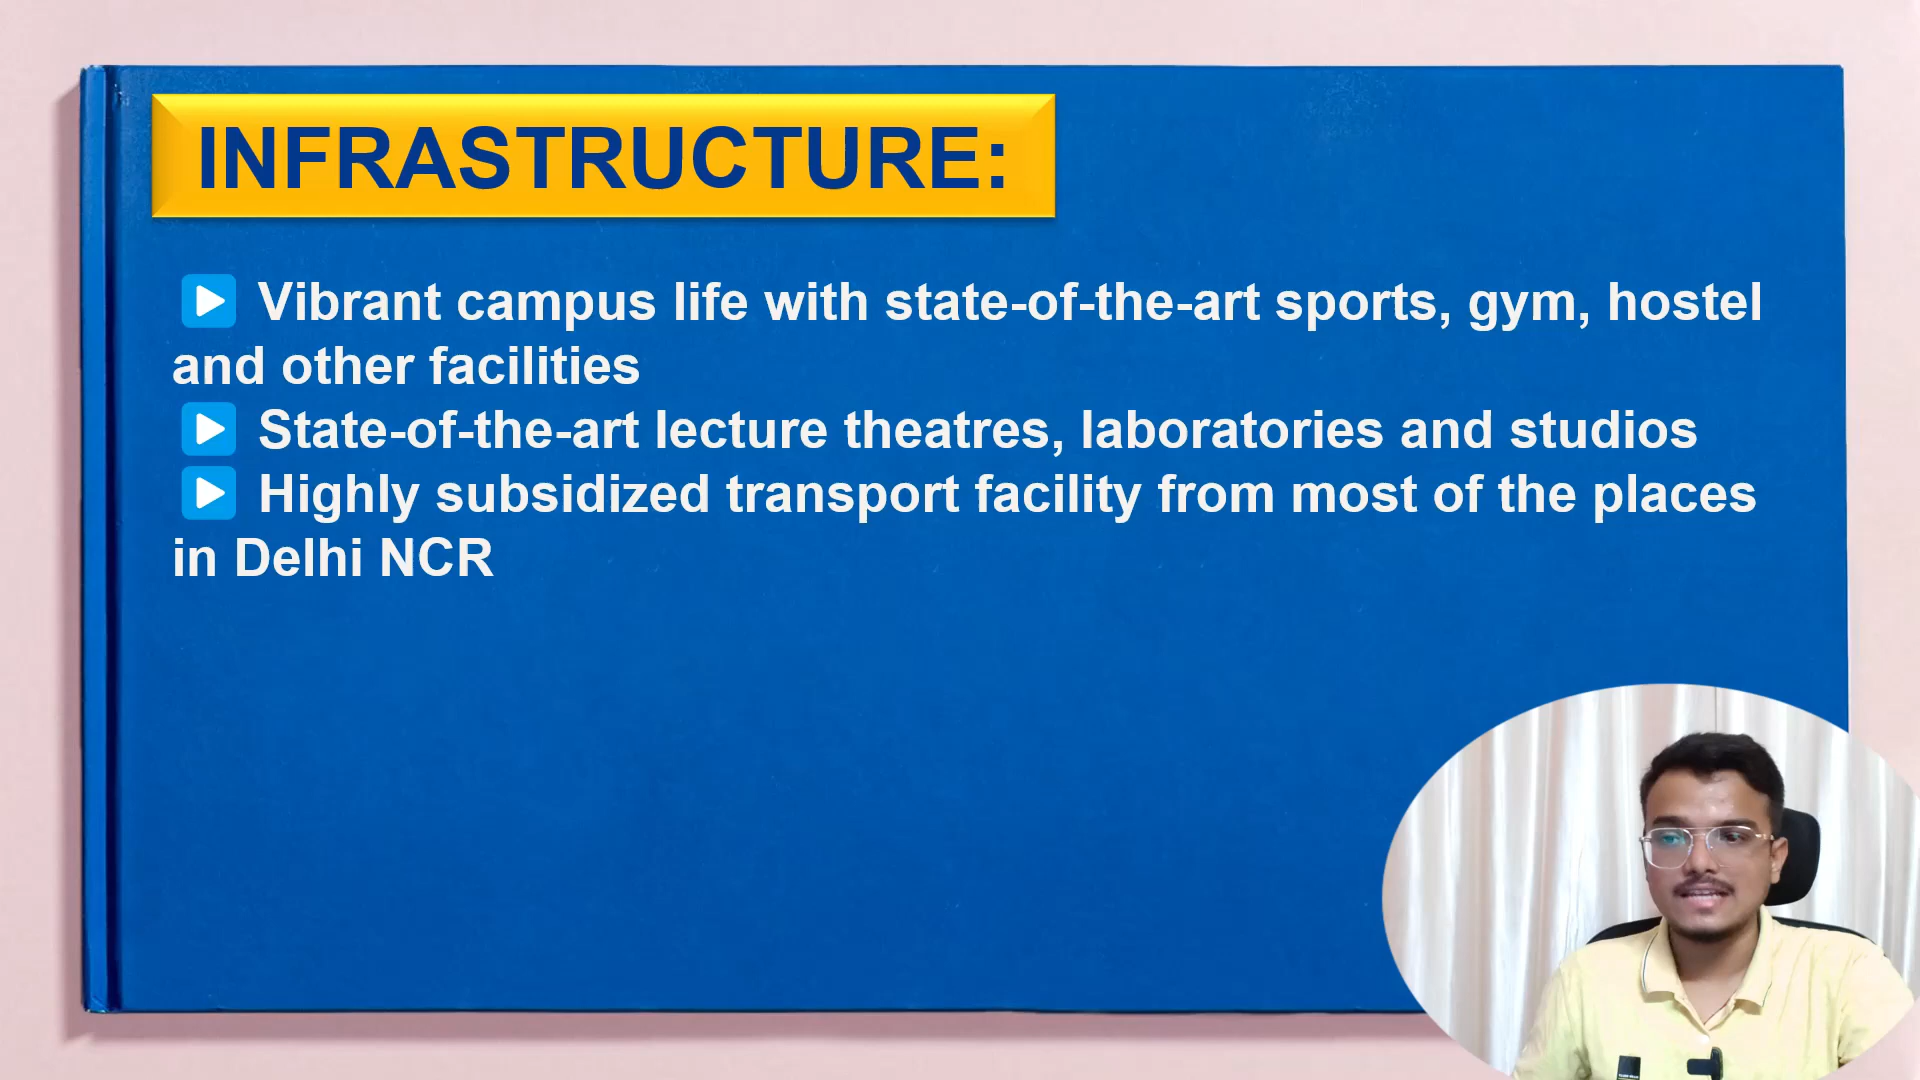 INFRASTRUCTURE:
Vibrant campus life with state-of-the-art sports, gym, hostel
and other facilities
State-of-the-art lecture theatres, laboratories and studios
Highly subsidized transport facility from most of the places
in Delhi NCR